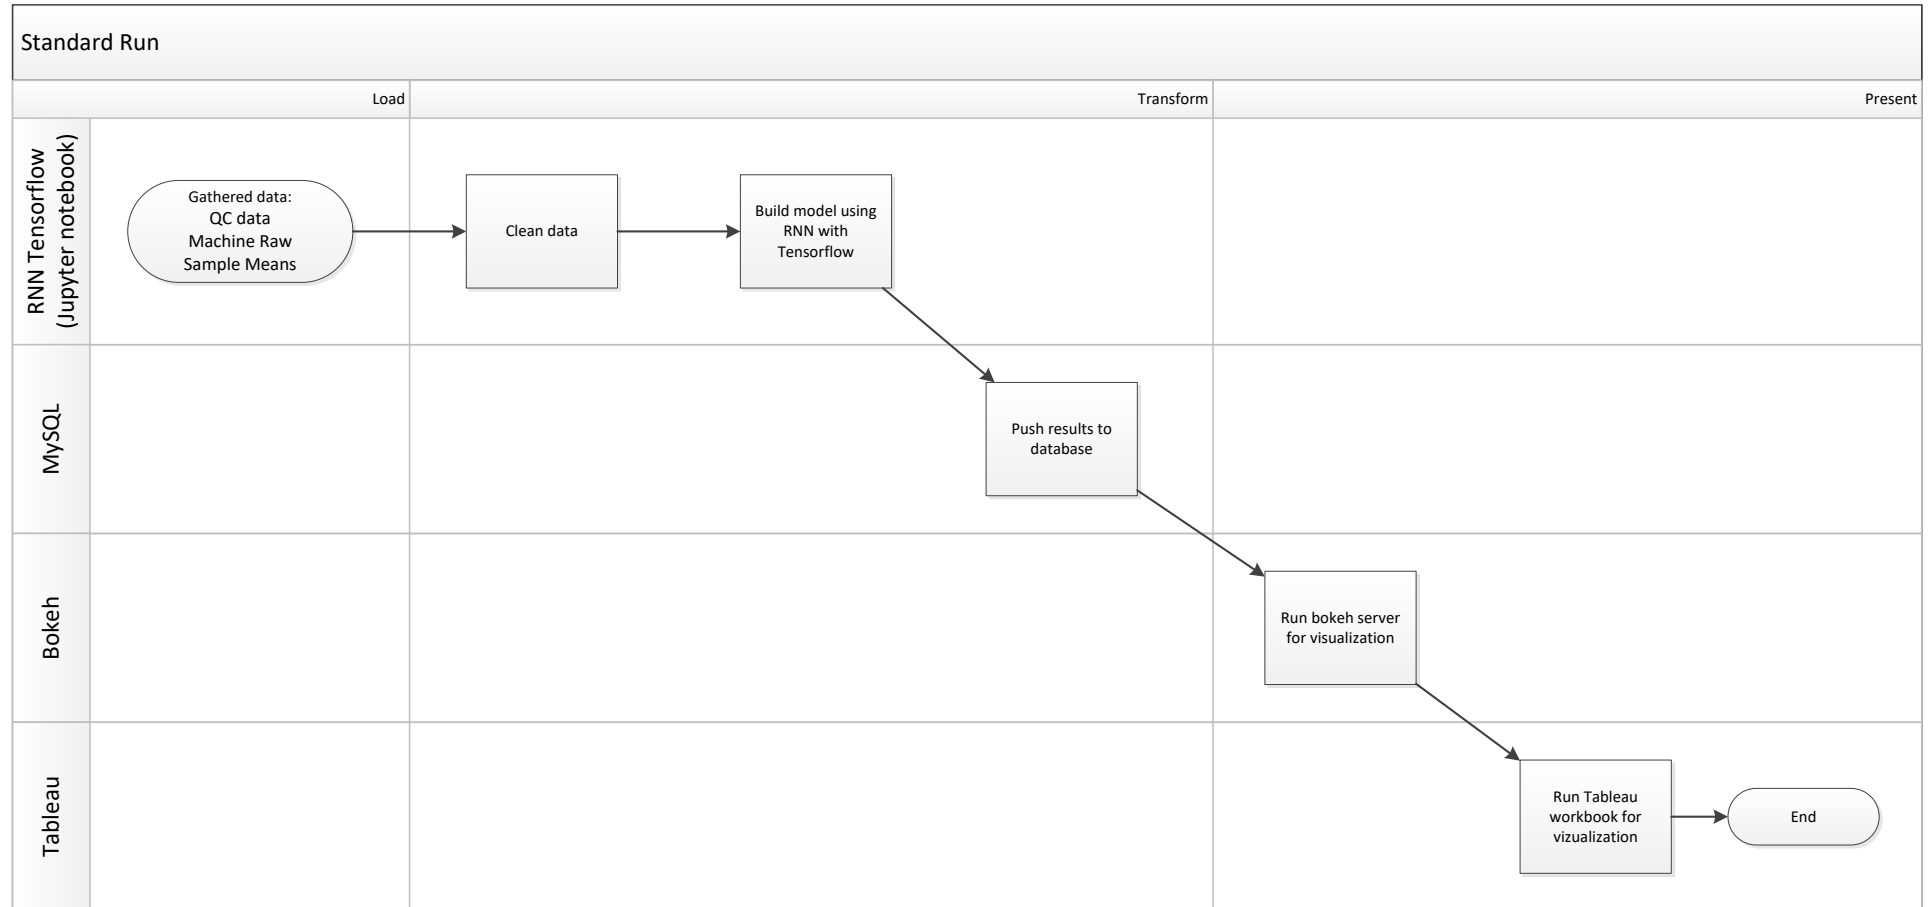 Standard Run
Load
Transform
Present
RNN Tensorflow
(Jupyter notebook)
Gathered data:
QC data
Machine Raw
Sample Means
Clean data
Build model using
RNN with
Tensorflow
MySQL
Push results to
database
Bokeh
Run bokeh server
for visualization
Tableau
Run Tableau
workbook for
vizualization
End